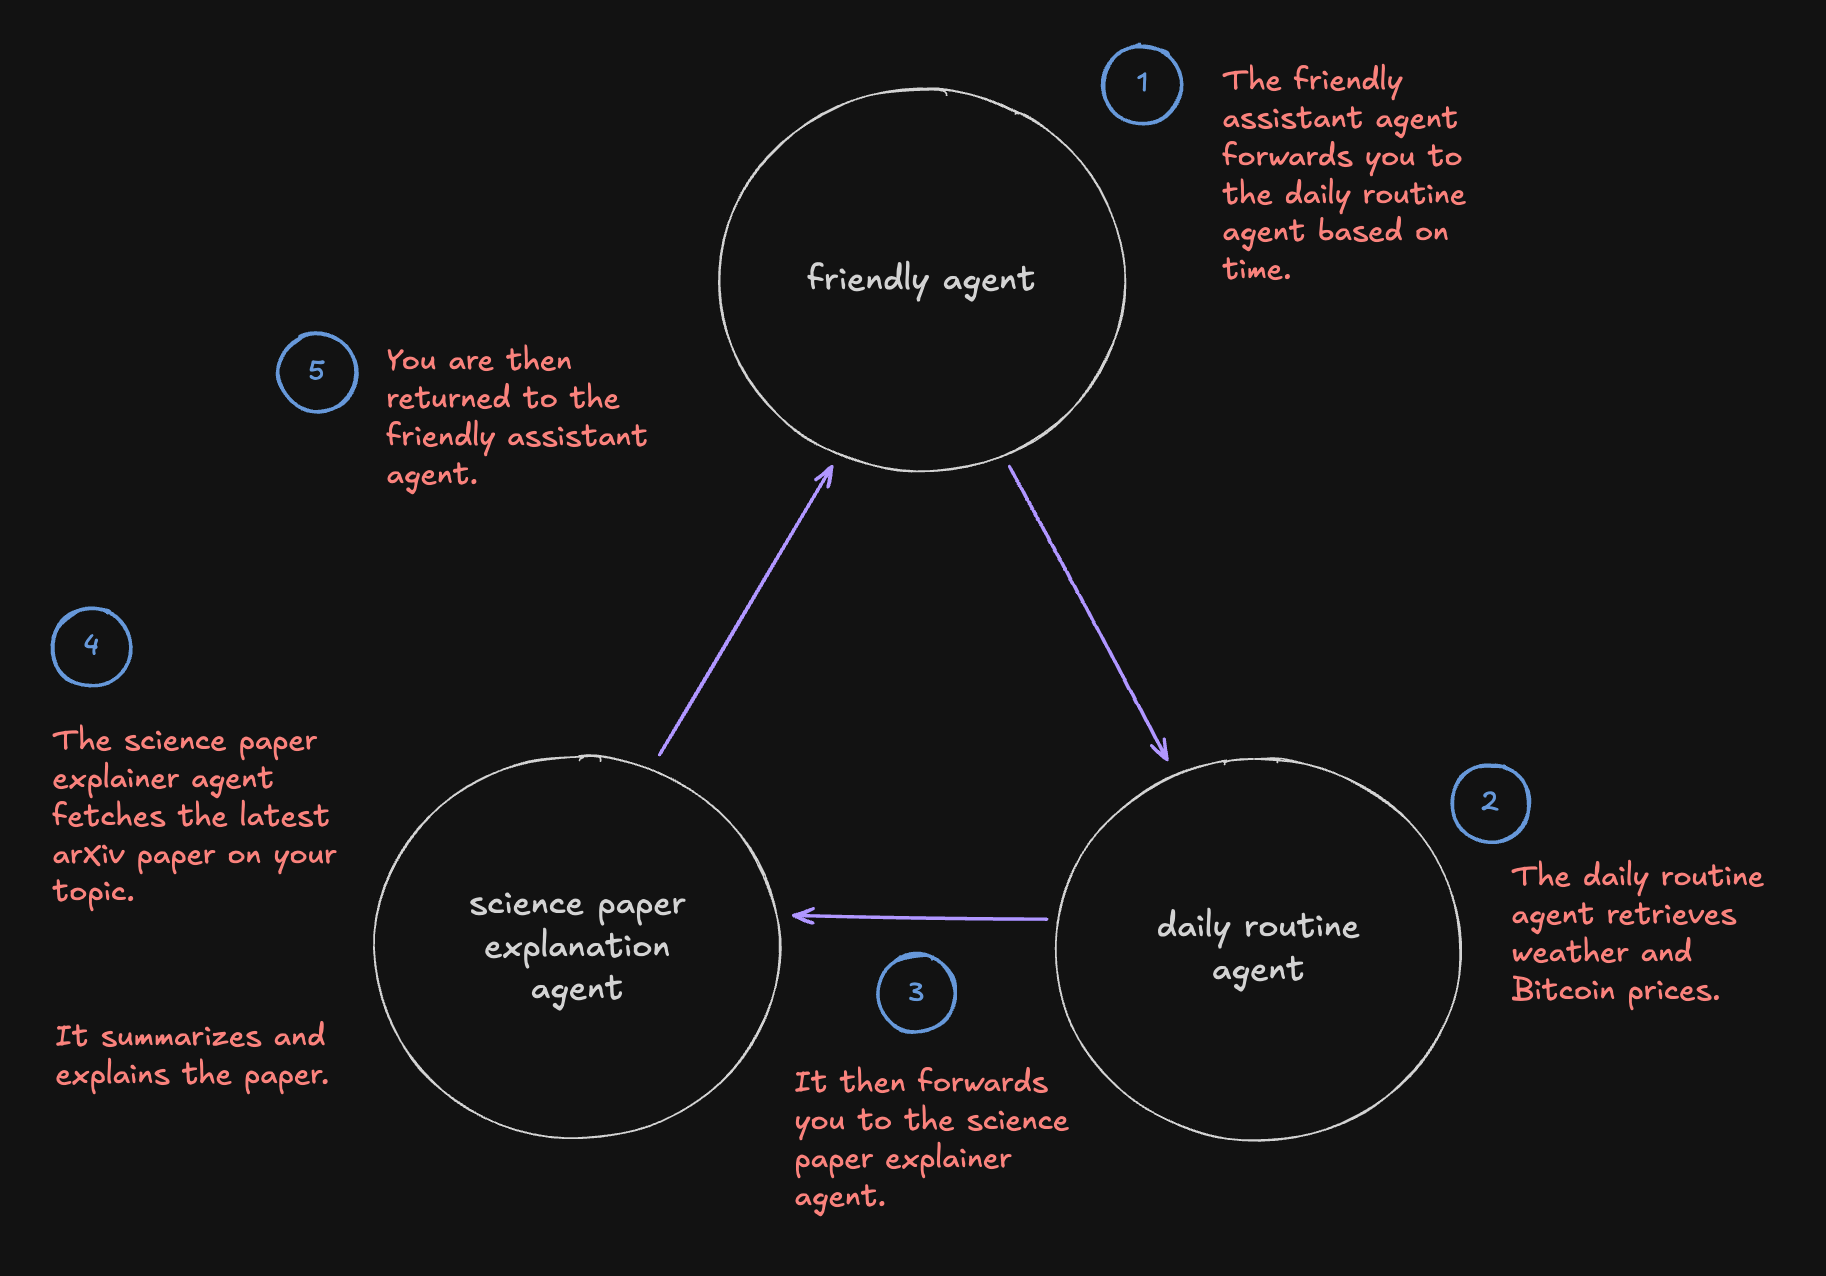 1
The friendly
assistant agent
forwards you to
the daily routine
agent based on
time.
friendly agent
5
You are then
returned to the
friendly assistant
agent.
4
The science paper
explainer agent
fetches the latest
arXiv paper on your
topic.
It summarizes and
explains the paper.
science paper
explanation
agent
3
It then forwards
you to the science
paper explainer
agent.
daily routine
agent
2
The daily routine
agent retrieves
weather and
Bitcoin prices.